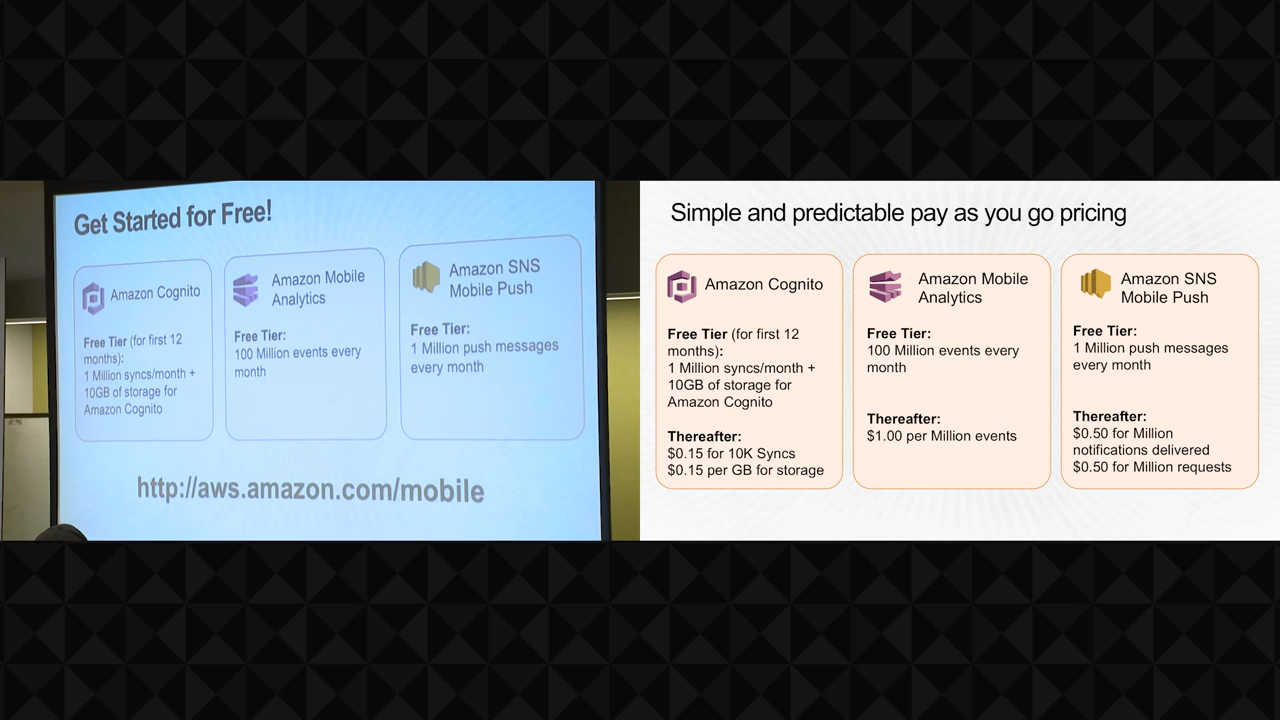 Get Started for Free!
Amazon Cognito
Free Tier (for first 12
months):
1 Million syncs/month +
10GB of storage for
Amazon Cognito
Amazon Mobile
Analytics
Free Tier:
100 Million events every
month
Amazon SNS
Mobile Push
Free Tier:
1 Million push messages
every month
http://aws.amazon.com/mobile
Simple and predictable pay as you go pricing
Amazon Cognito
Free Tier (for first 12
months):
1 Million syncs/month +
10GB of storage for
Amazon Cognito
Thereafter:
$0.15 for 10K Syncs
$0.15 per GB for storage
Amazon Mobile
Analytics
Free Tier:
100 Million events every
month
Thereafter:
$1.00 per Million events
Amazon SNS
Mobile Push
Free Tier:
1 Million push messages
every month
Thereafter:
$0.50 for Million
notifications delivered
$0.50 for Million requests